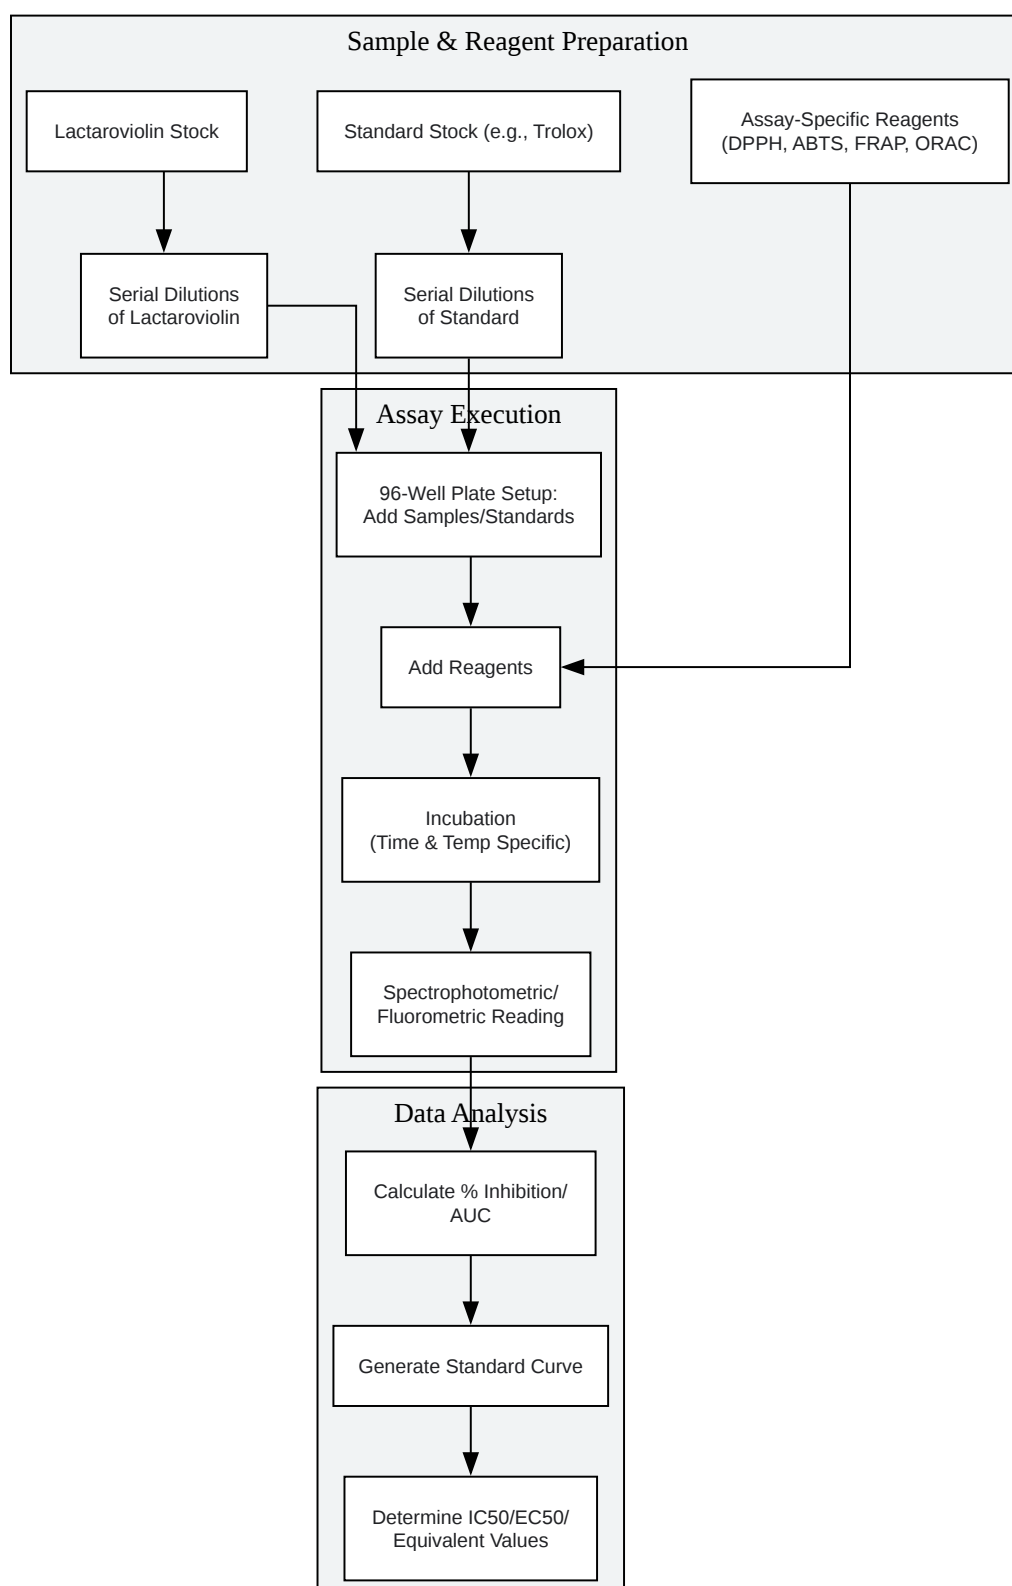 Sample & Reagent Preparation
Lactaroviolin Stock
Standard Stock (e.g., Trolox)
Assay-Specific Reagents
(DPPH, ABTS, FRAP, ORAC)
Serial Dilutions
of Lactaroviolin
Serial Dilutions
of Standard
Assay Execution
96-Well Plate Setup:
Add Samples/Standards
Add Reagents
Incubation
(Time & Temp Specific)
Spectrophotometric/
Fluorometric Reading
Data Analysis
Calculate % Inhibition/
AUC
Generate Standard Curve
Determine IC50/EC50/
Equivalent Values